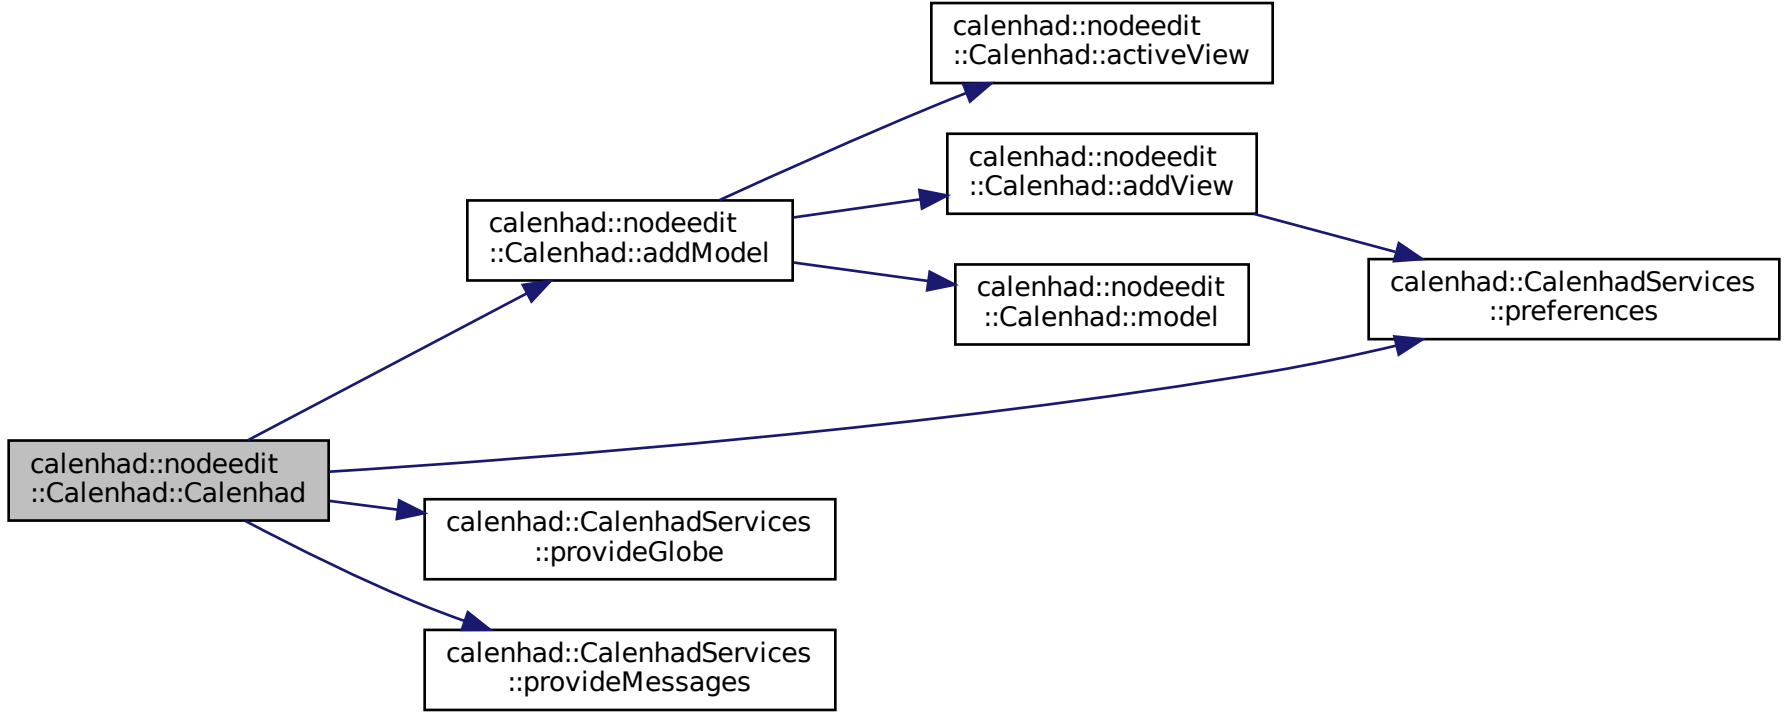 calenhad::nodeedit
::Calenhad::activeView
calenhad::nodeedit
::Calenhad::addView
calenhad::nodeedit
::Calenhad::addModel
calenhad::nodeedit
::Calenhad::model
calenhad::CalenhadServices
::preferences
calenhad::nodeedit
::Calenhad::Calenhad
calenhad::CalenhadServices
::provideGlobe
calenhad::CalenhadServices
::provideMessages